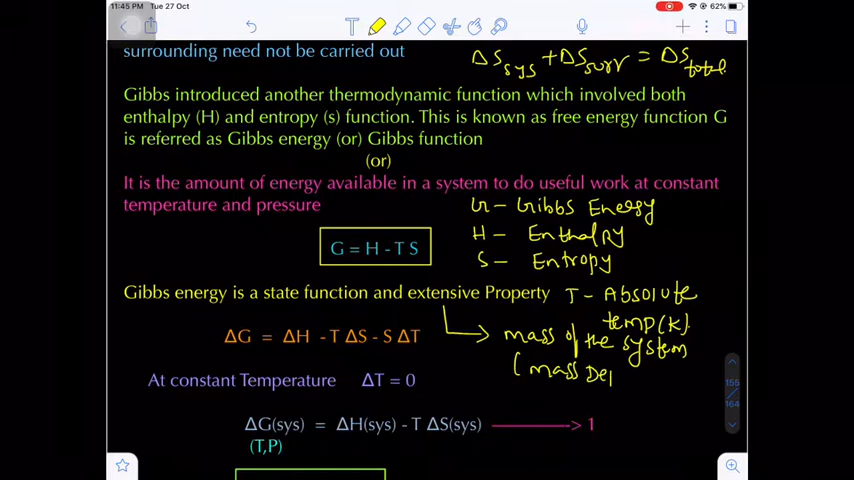 11:45 PM Tue 27 Oct
62%
surrounding need not be carried out
ΔSsys + ΔSsurr = ΔStotal
Gibbs introduced another thermodynamic function which involved both
enthalpy (H) and entropy (s) function. This is known as free energy function G
is referred as Gibbs energy (or) Gibbs function
(or)
It is the amount of energy available in a system to do useful work at constant
temperature and pressure
G - Gibbs Energy
H - Enthalpy
G = H - T S
S - Entropy
Gibbs energy is a state function and extensive Property
T - Absolute
temp(K).
ΔG = ΔH - T ΔS - S ΔT
mass of the system
(mass Del
At constant Temperature ΔT = 0
155
164
ΔG(sys) = ΔH(sys) - T ΔS(sys) ————> 1
(T,P)